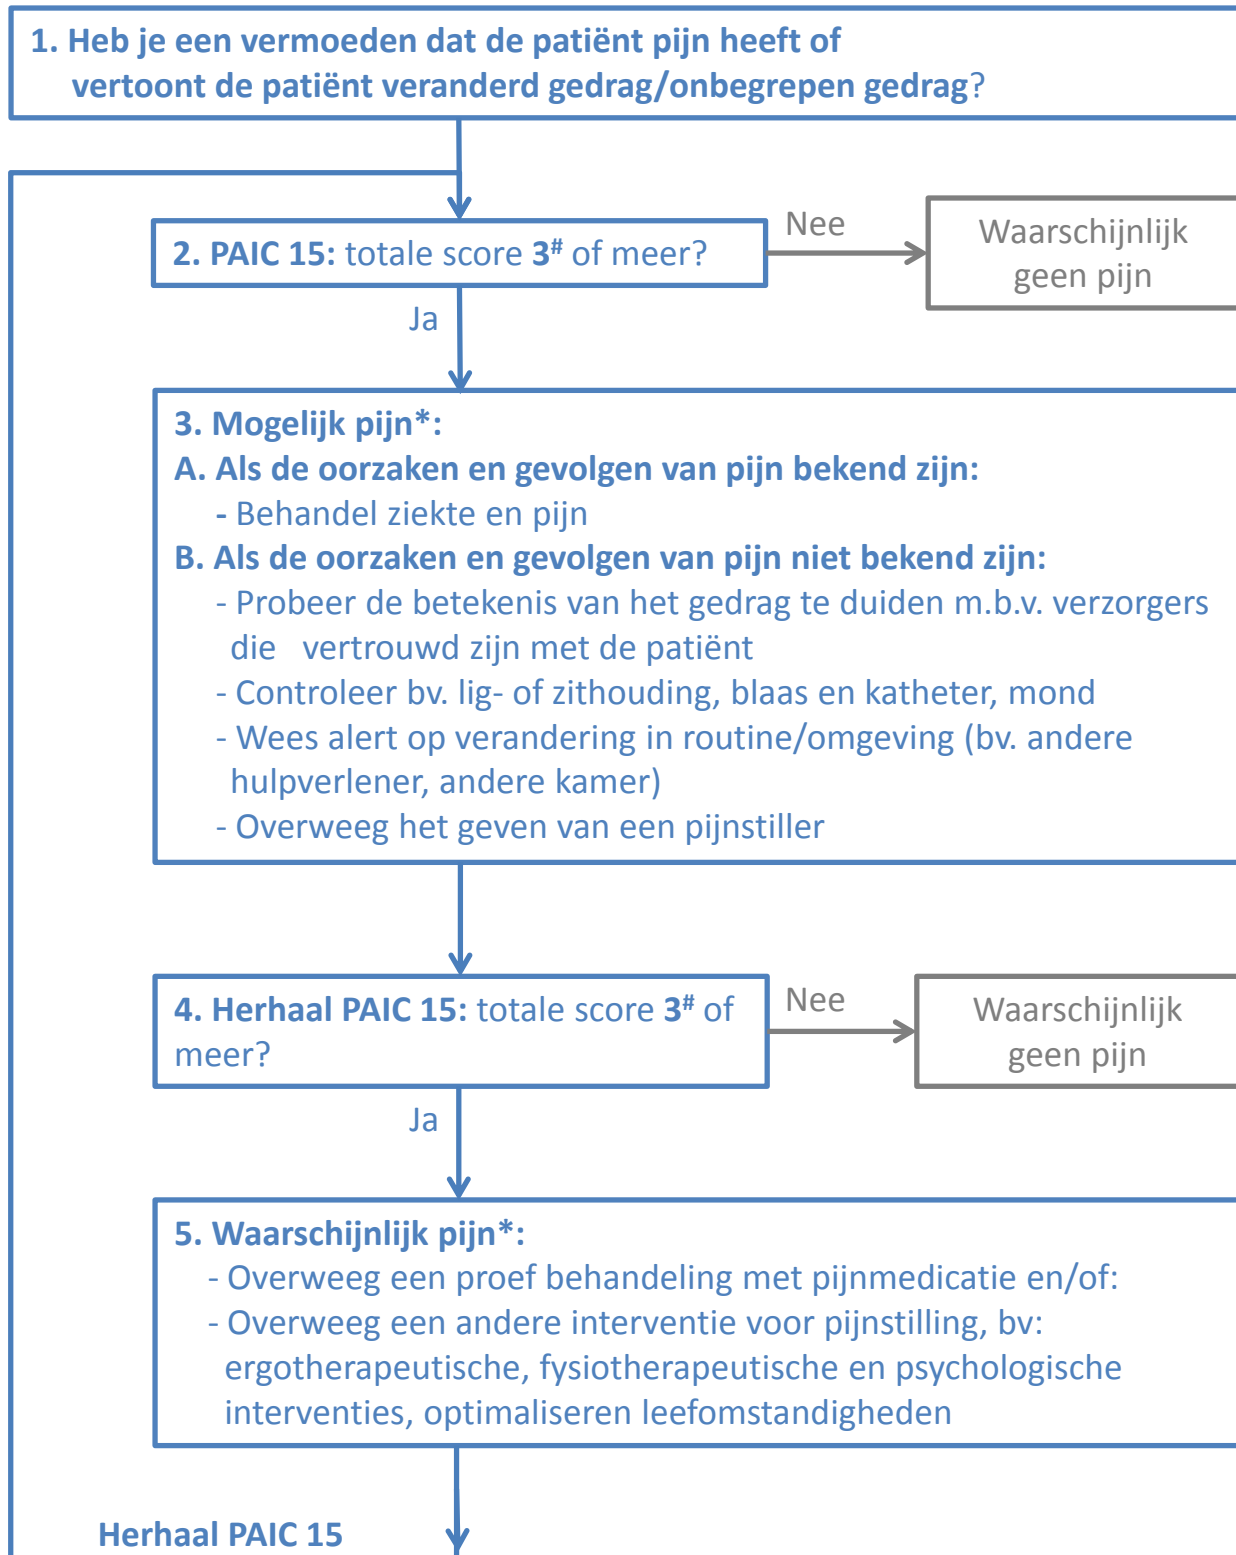 1. Heb je een vermoeden dat de patiënt pijn heeft of
vertoont de patiënt veranderd gedrag/onbegrepen gedrag?
2. PAIC 15: totale score 3# of meer?
Nee
Waarschijnlijk
geen pijn
Ja
3. Mogelijk pijn*:
A. Als de oorzaken en gevolgen van pijn bekend zijn:
- Behandel ziekte en pijn
B. Als de oorzaken en gevolgen van pijn niet bekend zijn:
- Probeer de betekenis van het gedrag te duiden m.b.v. verzorgers
die vertrouwd zijn met de patiënt
- Controleer bv. lig- of zithouding, blaas en katheter, mond
- Wees alert op verandering in routine/omgeving (bv. andere
hulpverlener, andere kamer)
- Overweeg het geven van een pijnstiller
4. Herhaal PAIC 15: totale score 3# of
meer?
Nee
Waarschijnlijk
geen pijn
Ja
5. Waarschijnlijk pijn*:
- Overweeg een proef behandeling met pijnmedicatie en/of:
- Overweeg een andere interventie voor pijnstilling, bv:
ergotherapeutische, fysiotherapeutische en psychologische
interventies, optimaliseren leefomstandigheden
Herhaal PAIC 15